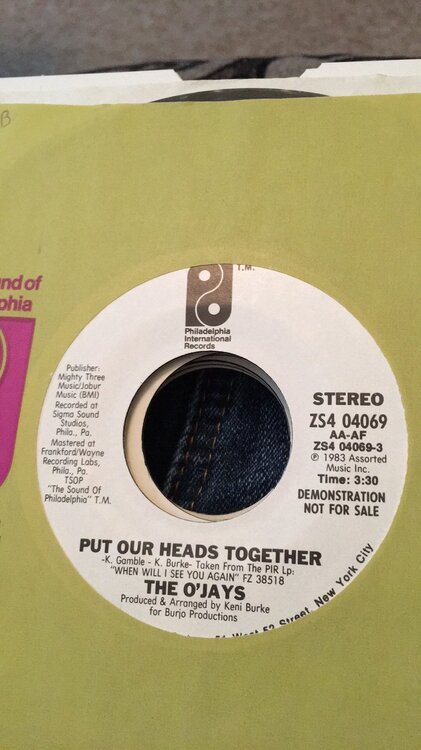 B
nd of
phia
T.M.
Philadelphia
International
Records
Publisher:
Mighty Three
Music/Jobur
Music (BMI)
Recorded at
Sigma Sound
Studios,
Phila., Pa.
Mastered at
Frankford/Wayne
Recording Labs,
Phila., Pa.
TSOP
"The Sound Of
Philadelphia" T.M.
STEREO
ZS4 04069
AA-AF
ZS4 04069-3
℗ 1983 Assorted
Music Inc.
Time: 3:30
DEMONSTRATION
NOT FOR SALE
PUT OUR HEADS TOGETHER
-K. Gamble - K. Burke- Taken From The PIR Lp:
"WHEN WILL I SEE YOU AGAIN" FZ 38518
THE O'JAYS
Produced & Arranged by Keni Burke
for Burjo Productions
West 52 Street, New York City